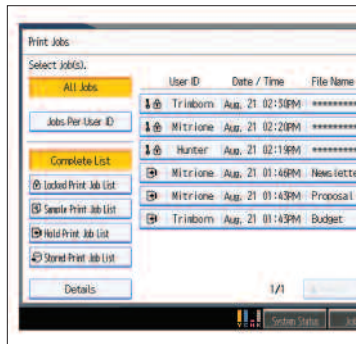 Print Jobs
Select Job(s).
All Jobs
Jobs Per User ID
Complete List
Locked Print Job List
Sample Print Job List
Hold Print Job List
Stored Print Job List
Details
User ID Date / Time File Name
Trimborn Aug. 21 02:30PM ********
Mitrione Aug. 21 02:20PM ********
Hunter Aug. 21 02:19PM ********
Mitrione Aug. 21 01:46PM Newslette
Mitrione Aug. 21 01:43PM Proposal
Trimborn Aug. 21 01:43PM Budget
1/1
System Status Job